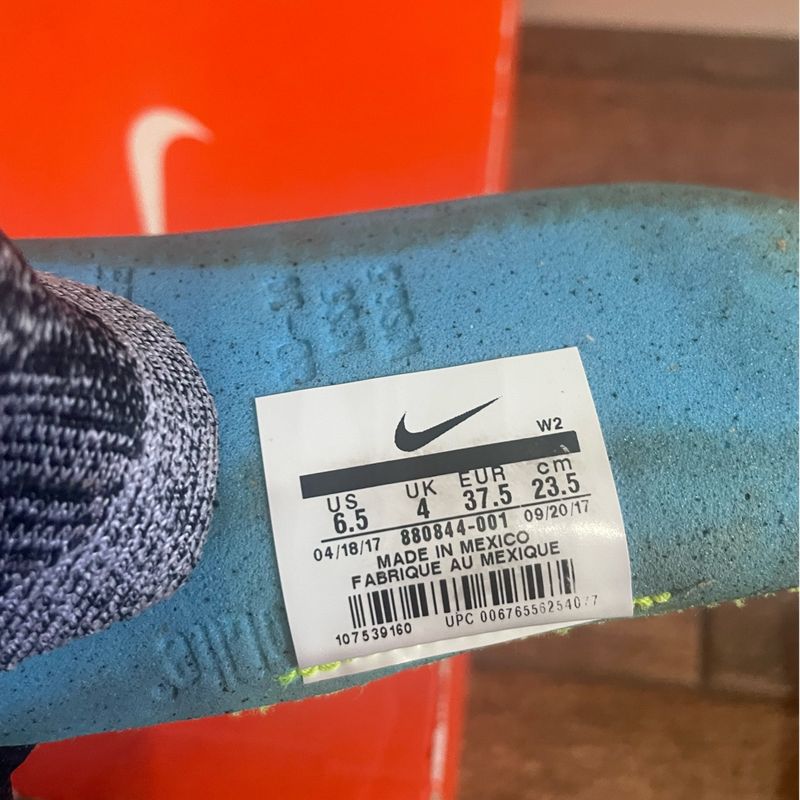 W2
US UK EUR cm
6.5 4 37.5 23.5
04/18/17 880844-001 09/20/17
MADE IN MEXICO
FABRIQUE AU MEXIQUE
107539160 UPC